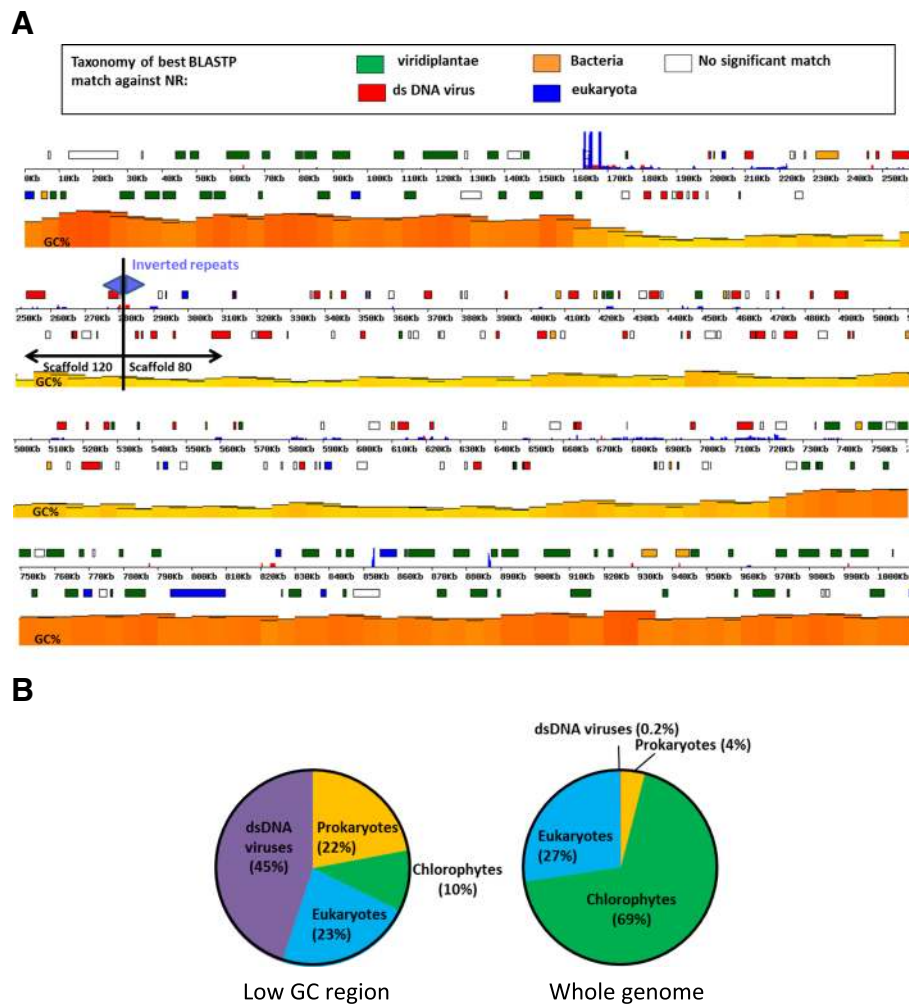 A
Taxonomy of best BLASTP match against NR:
viridiplantae
Bacteria
No significant match
ds DNA virus
eukaryota
0Kb 10Kb 20Kb 30Kb 40Kb 50Kb 60Kb 70Kb 80Kb 90Kb 100Kb 110Kb 120Kb 130Kb 140Kb 150Kb 160Kb 170Kb 180Kb 190Kb 200Kb 210Kb 220Kb 230Kb 240Kb
GC%
Inverted repeats
250Kb 260Kb 270Kb 280Kb 290Kb 300Kb 310Kb 320Kb 330Kb 340Kb 350Kb 360Kb 370Kb 380Kb 390Kb 400Kb 410Kb 420Kb 430Kb 440Kb 450Kb 460Kb 470Kb 480Kb 490Kb 500Kb
Scaffold 120 Scaffold 80
GC%
500Kb 510Kb 520Kb 530Kb 540Kb 550Kb 560Kb 570Kb 580Kb 590Kb 600Kb 610Kb 620Kb 630Kb 640Kb 650Kb 660Kb 670Kb 680Kb 690Kb 700Kb 710Kb 720Kb 730Kb 740Kb 750Kb
GC%
750Kb 760Kb 770Kb 780Kb 790Kb 800Kb 810Kb 820Kb 830Kb 840Kb 850Kb 860Kb 870Kb 880Kb 890Kb 900Kb 910Kb 920Kb 930Kb 940Kb 950Kb 960Kb 970Kb 980Kb 990Kb 1000Kb
GC%
B
dsDNA viruses (45%)
Prokaryotes (22%)
Chlorophytes (10%)
Eukaryotes (23%)
Low GC region
dsDNA viruses (0.2%)
Prokaryotes (4%)
Eukaryotes (27%)
Chlorophytes (69%)
Whole genome